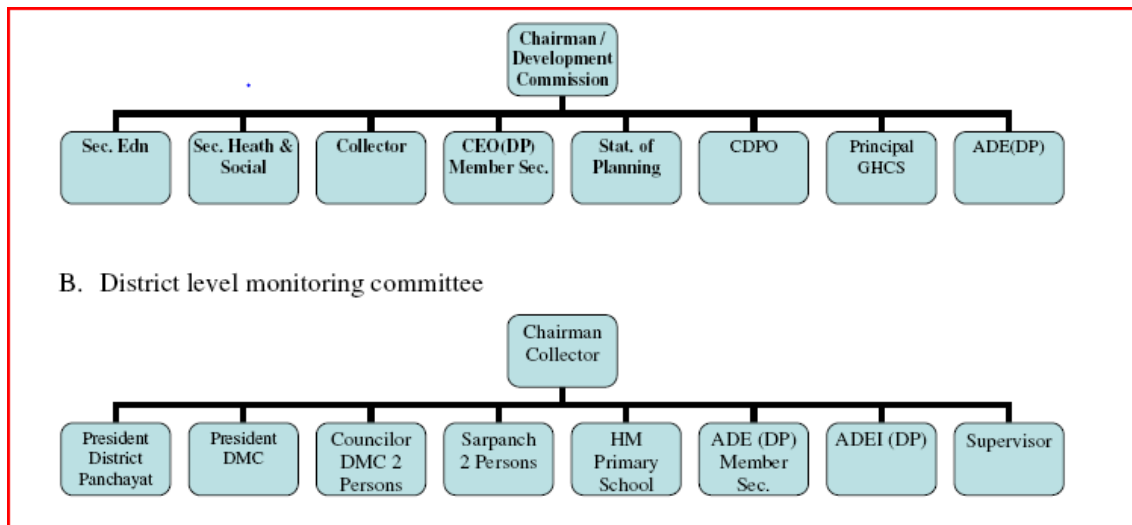 Chairman /
Development
Commission
Sec. Edn
Sec. Heath &
Social
Collector
CEO(DP)
Member Sec.
Stat. of
Planning
CDPO
Principal
GHCS
ADE(DP)
B. District level monitoring committee
Chairman
Collector
President
District
Panchayat
President
DMC
Councilor
DMC 2
Persons
Sarpanch
2 Persons
HM
Primary
School
ADE (DP)
Member
Sec.
ADEI (DP)
Supervisor